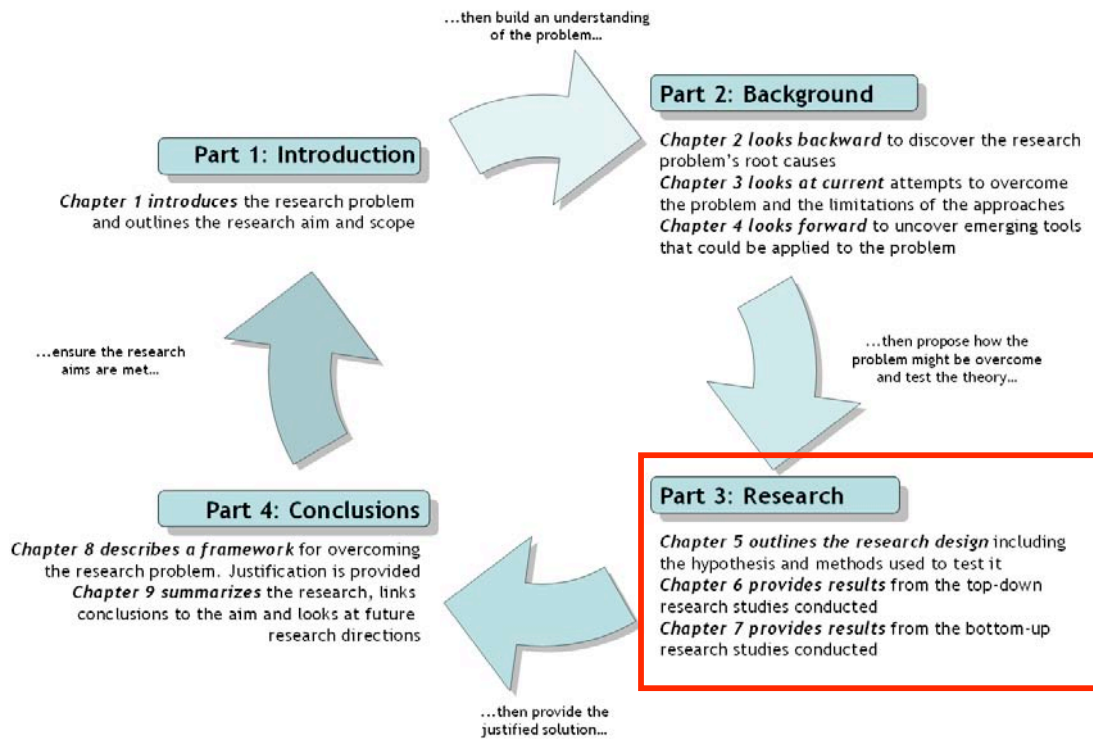 ...then build an understanding
of the problem...
Part 1: Introduction
Chapter 1 introduces the research problem
and outlines the research aim and scope
Part 2: Background
Chapter 2 looks backward to discover the research
problem's root causes
Chapter 3 looks at current attempts to overcome
the problem and the limitations of the approaches
Chapter 4 looks forward to uncover emerging tools
that could be applied to the problem
...then propose how the
problem might be overcome
and test the theory...
Part 3: Research
Chapter 5 outlines the research design including
the hypothesis and methods used to test it
Chapter 6 provides results from the top-down
research studies conducted
Chapter 7 provides results from the bottom-up
research studies conducted
...then provide the
justified solution...
Part 4: Conclusions
Chapter 8 describes a framework for overcoming
the research problem. Justification is provided
Chapter 9 summarizes the research, links
conclusions to the aim and looks at future
research directions
...ensure the research
aims are met...